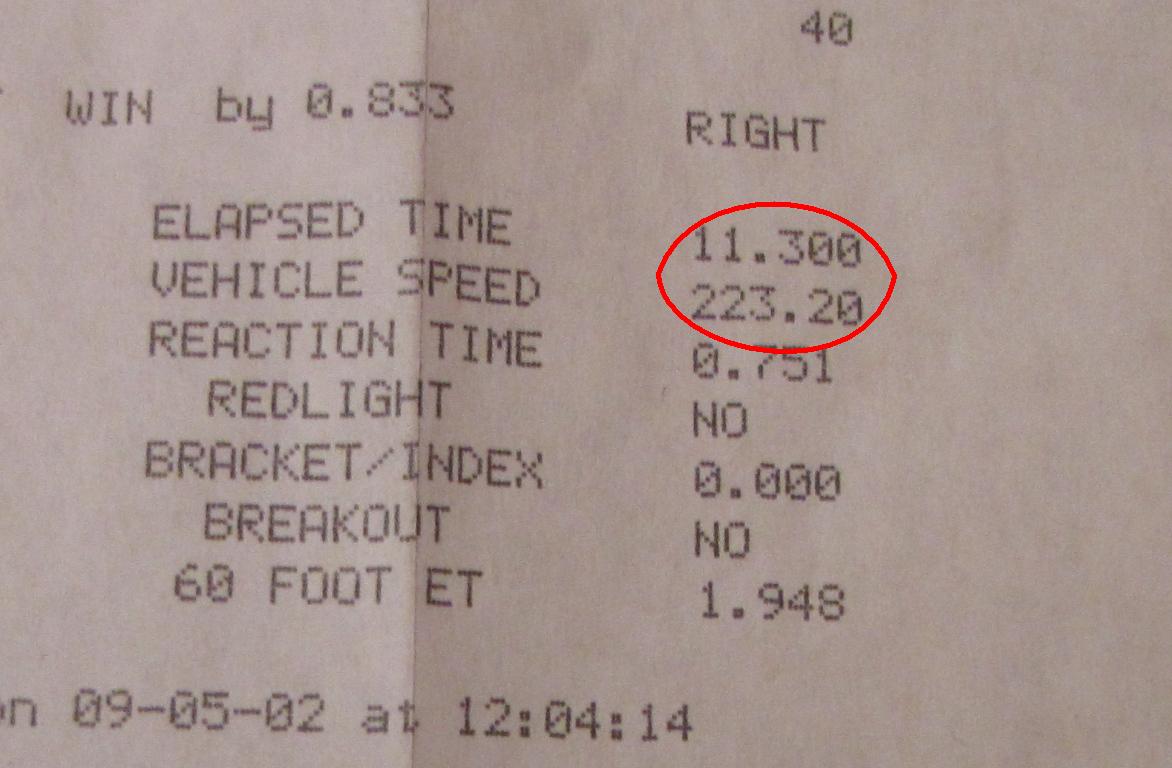 40
WIN by 0.833
RIGHT
ELAPSED TIME 11.300
VEHICLE SPEED 223.20
REACTION TIME 0.751
REDLIGHT NO
BRACKET/INDEX 0.000
BREAKOUT NO
60 FOOT ET 1.948
on 09-05-02 at 12:04:14